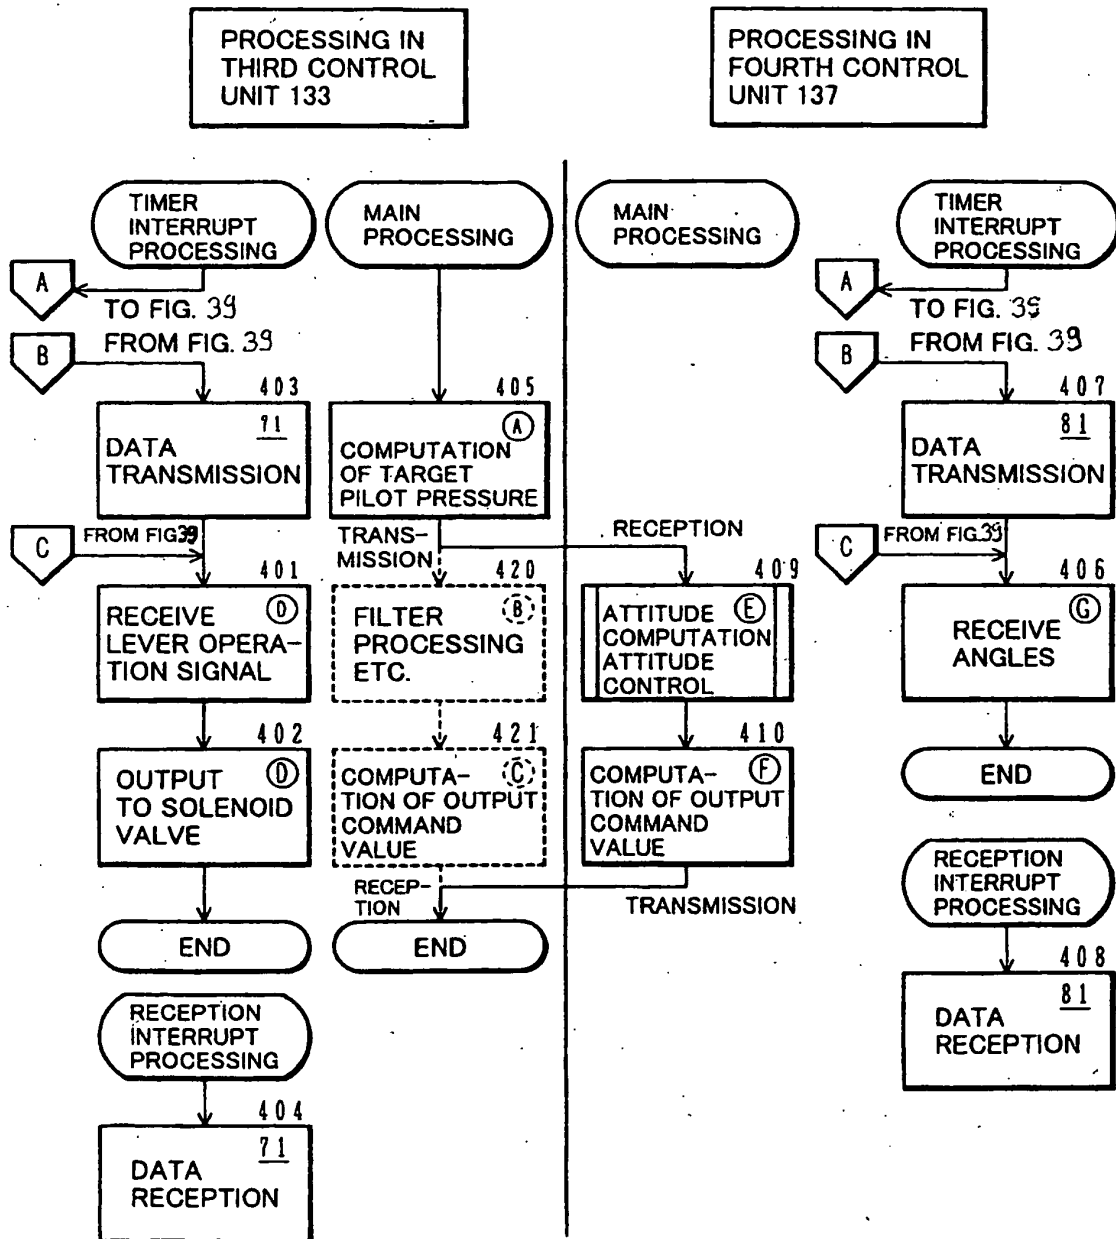 PROCESSING IN
THIRD CONTROL
UNIT 133
PROCESSING IN
FOURTH CONTROL
UNIT 137
TIMER
INTERRUPT
PROCESSING
MAIN
PROCESSING
MAIN
PROCESSING
TIMER
INTERRUPT
PROCESSING
A
TO FIG. 39
B
FROM FIG. 39
A
TO FIG. 39
B
FROM FIG. 39
403
71
DATA
TRANSMISSION
405
A
COMPUTATION
OF TARGET
PILOT PRESSURE
407
81
DATA
TRANSMISSION
C
FROM FIG39
TRANS-
MISSION
RECEPTION
C
FROM FIG.39
401
D
RECEIVE
LEVER OPERA-
TION SIGNAL
420
B
FILTER
PROCESSING
ETC.
409
E
ATTITUDE
COMPUTATION
ATTITUDE
CONTROL
406
G
RECEIVE
ANGLES
402
D
OUTPUT
TO SOLENOID
VALVE
421
C
COMPUTA-
TION OF OUTPUT
COMMAND
VALUE
410
F
COMPUTA-
TION OF OUTPUT
COMMAND
VALUE
END
RECEP-
TION
TRANSMISSION
END
END
RECEPTION
INTERRUPT
PROCESSING
408
81
DATA
RECEPTION
RECEPTION
INTERRUPT
PROCESSING
404
71
DATA
RECEPTION